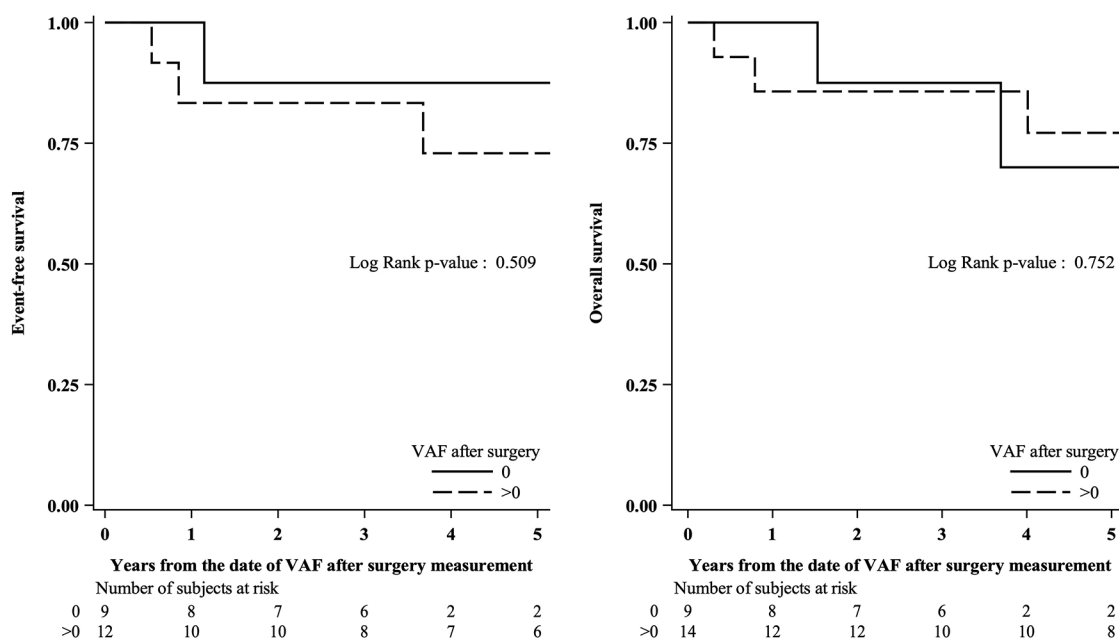 1.00
0.75
0.50
0.25
0.00
Event-free survival
Log Rank p-value : 0.509
VAF after surgery
0
>0
0 1 2 3 4 5
Years from the date of VAF after surgery measurement
Number of subjects at risk
0 9 8 7 6 2 2
>0 12 10 10 8 7 6
1.00
0.75
0.50
0.25
0.00
Overall survival
Log Rank p-value : 0.752
VAF after surgery
0
>0
0 1 2 3 4 5
Years from the date of VAF after surgery measurement
Number of subjects at risk
0 9 8 7 6 2 2
>0 14 12 12 10 10 8